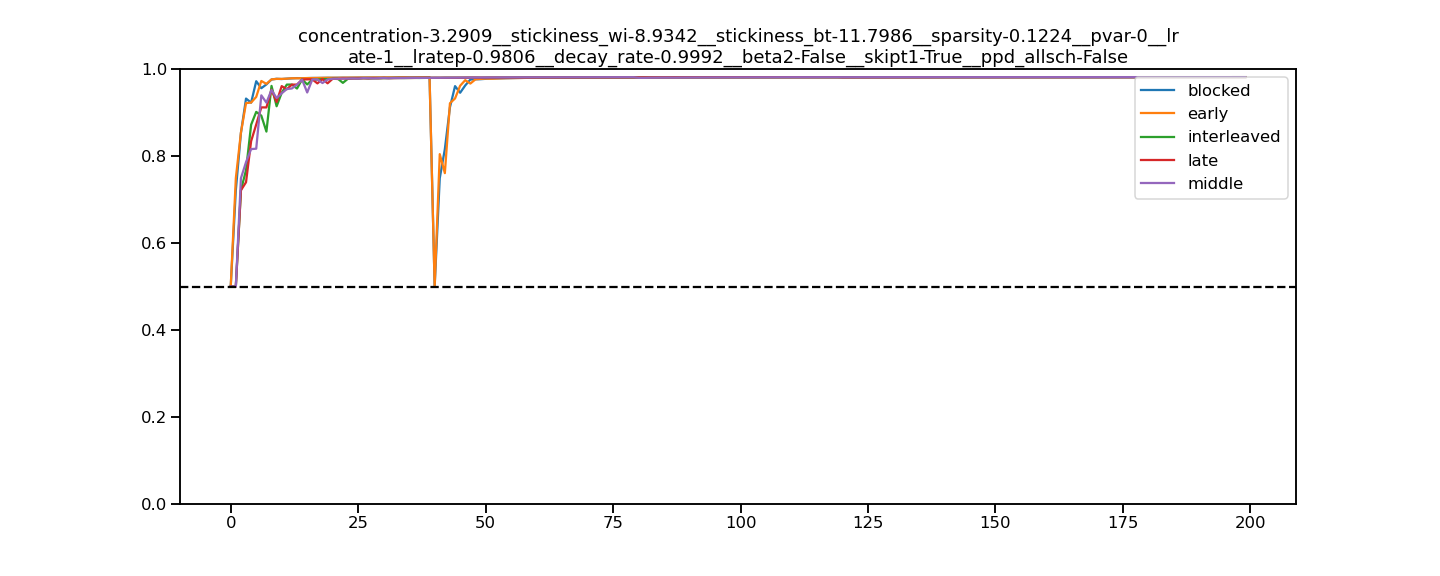 concentration-3.2909__stickiness_wi-8.9342__stickiness_bt-11.7986__sparsity-0.1224__pvar-0__lr
ate-1__lratep-0.9806__decay_rate-0.9992__beta2-False__skipt1-True__ppd_allsch-False
1.0
0.8
0.6
0.4
0.2
0.0
blocked
early
interleaved
late
middle
0 25 50 75 100 125 150 175 200